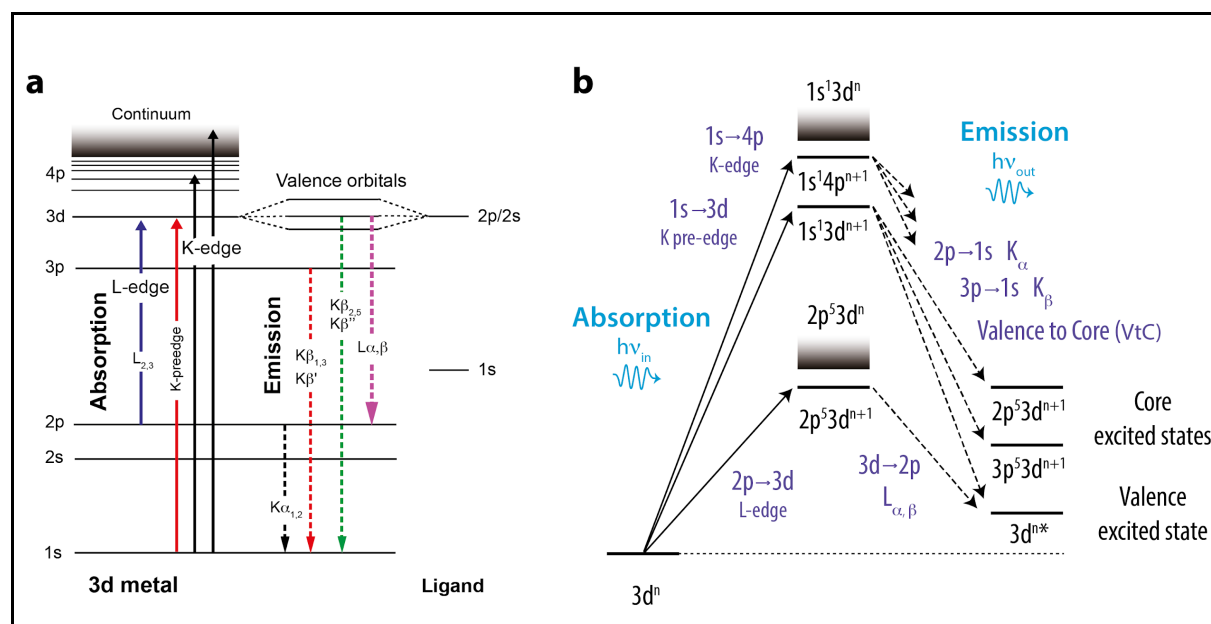 a
Continuum
4p
Valence orbitals
3d
2p/2s
K-edge
3p
L-edge
Absorption
L2,3
K-preedge
Emission
Kβ1,3
Kβ'
Kβ2,5
Kβ''
Lα,β
1s
2p
2s
Kα1,2
1s
3d metal
Ligand
b
1s¹3dⁿ
1s→4p
K-edge
Emission
hνout
1s¹4pⁿ⁺¹
1s→3d
K pre-edge
1s¹3dⁿ⁺¹
2p→1s Kα
3p→1s Kβ
Valence to Core (VtC)
Absorption
hνin
2p⁵3dⁿ
2p⁵3dⁿ⁺¹
2p⁵3dⁿ⁺¹
Core
excited states
3p⁵3dⁿ⁺¹
2p→3d
L-edge
3d→2p
Lα,β
3dⁿ*
Valence
excited state
3dⁿ